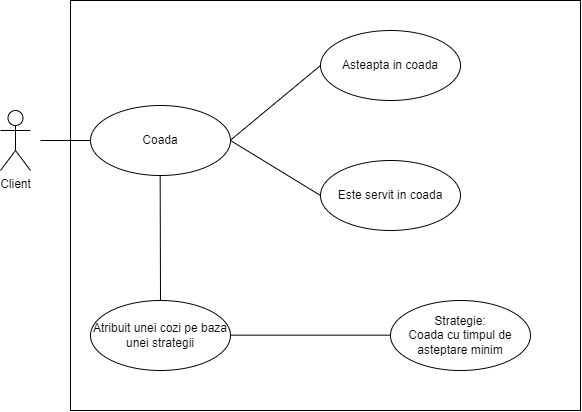 Asteapta in coada
Coada
Client
Este servit in coada
Atribuit unei cozi pe baza
unei strategii
Strategie:
Coada cu timpul de
asteptare minim